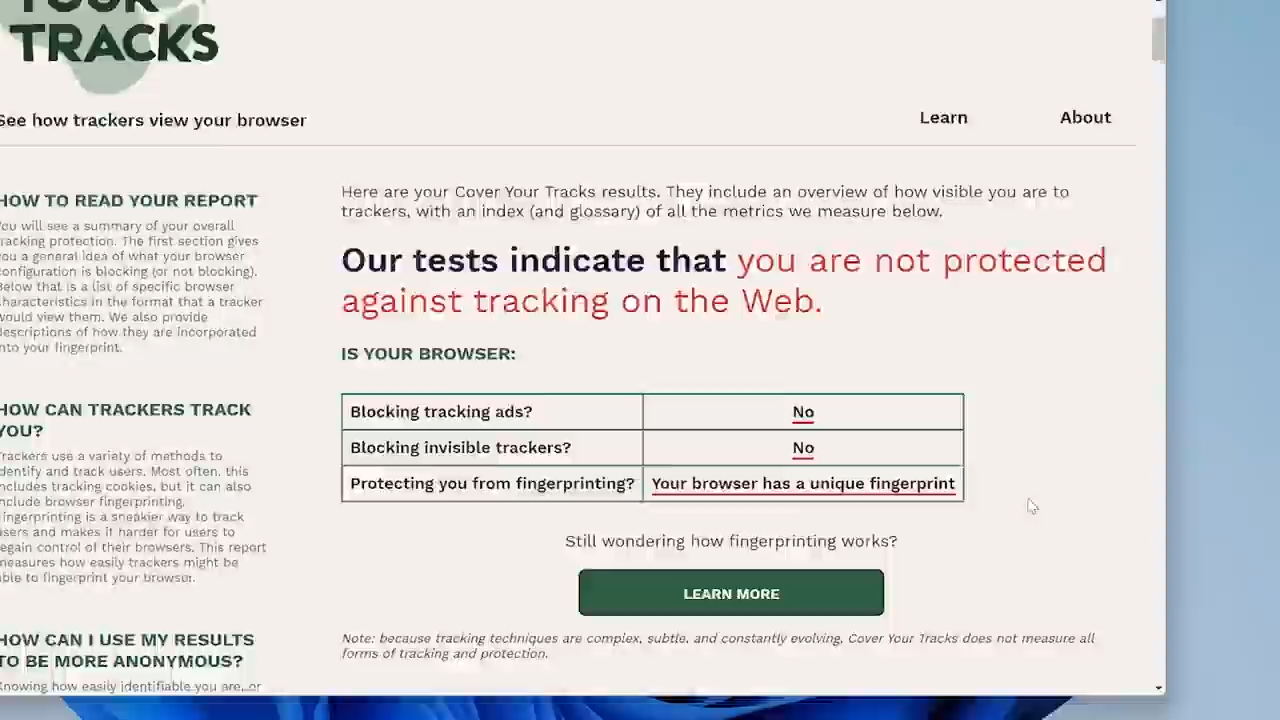 TRACKS
See how trackers view your browser
Learn
About
HOW TO READ YOUR REPORT
You will see a summary of your overall
tracking protection. The first section gives
you a general idea of what your browser
configuration is blocking (or not blocking).
Below that is a list of specific browser
characteristics in the format that a tracker
would view them. We also provide
descriptions of how they are incorporated
into your fingerprint.
HOW CAN TRACKERS TRACK
YOU?
Trackers use a variety of methods to
identify and track users. Most often, this
includes tracking cookies, but it can also
include browser fingerprinting.
Fingerprinting is a sneakier way to track
users and makes it harder for users to
regain control of their browsers. This report
measures how easily trackers might be
able to fingerprint your browser.
HOW CAN I USE MY RESULTS
TO BE MORE ANONYMOUS?
Knowing how easily identifiable you are, or
Here are your Cover Your Tracks results. They include an overview of how visible you are to
trackers, with an index (and glossary) of all the metrics we measure below.
Our tests indicate that you are not protected
against tracking on the Web.
IS YOUR BROWSER:
Blocking tracking ads? No
Blocking invisible trackers? No
Protecting you from fingerprinting? Your browser has a unique fingerprint
Still wondering how fingerprinting works?
LEARN MORE
Note: because tracking techniques are complex, subtle, and constantly evolving, Cover Your Tracks does not measure all
forms of tracking and protection.